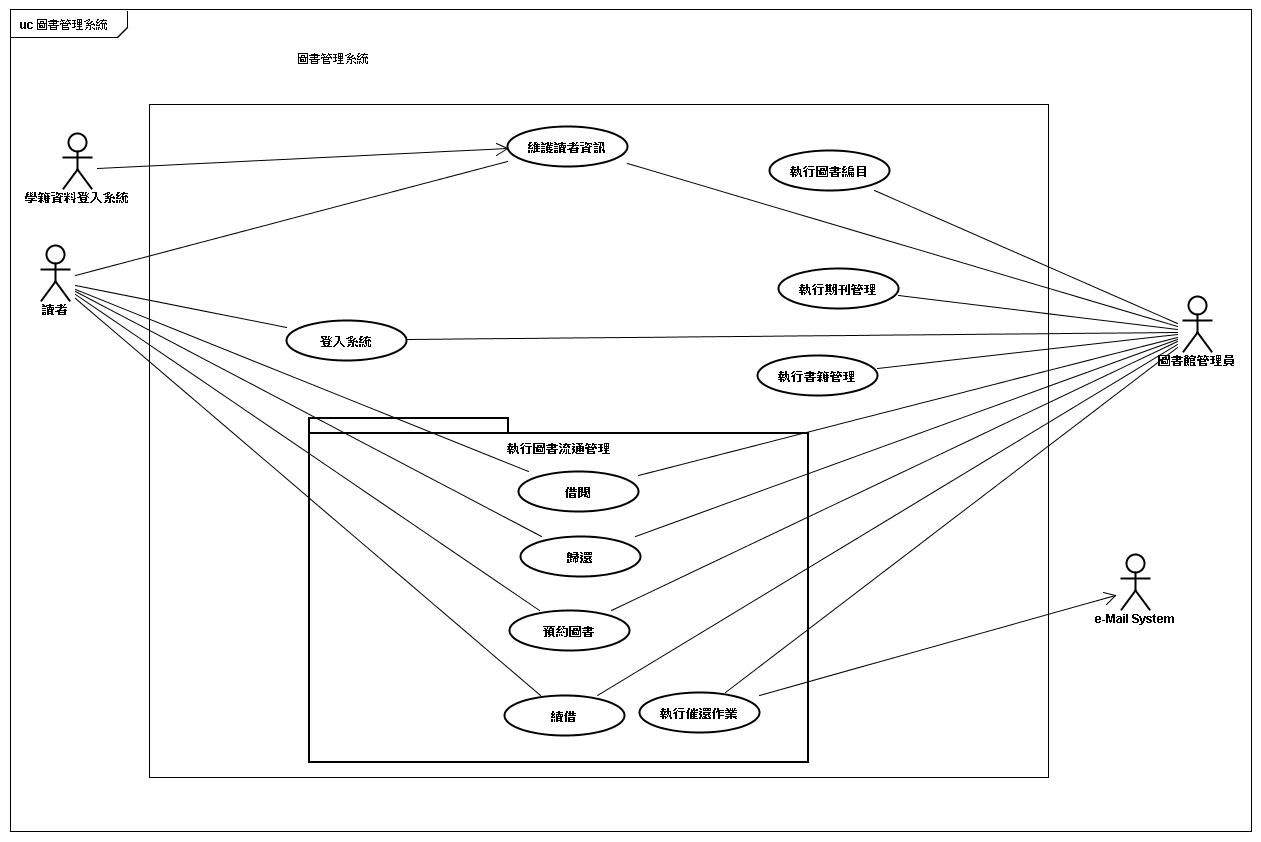 uc 圖書管理系統
圖書管理系統
學籍資料登入系統
維護讀者資訊
執行圖書編目
讀者
執行期刊管理
登入系統
圖書館管理員
執行書籍管理
執行圖書流通管理
借閱
歸還
預約圖書
e-Mail System
續借
執行催還作業